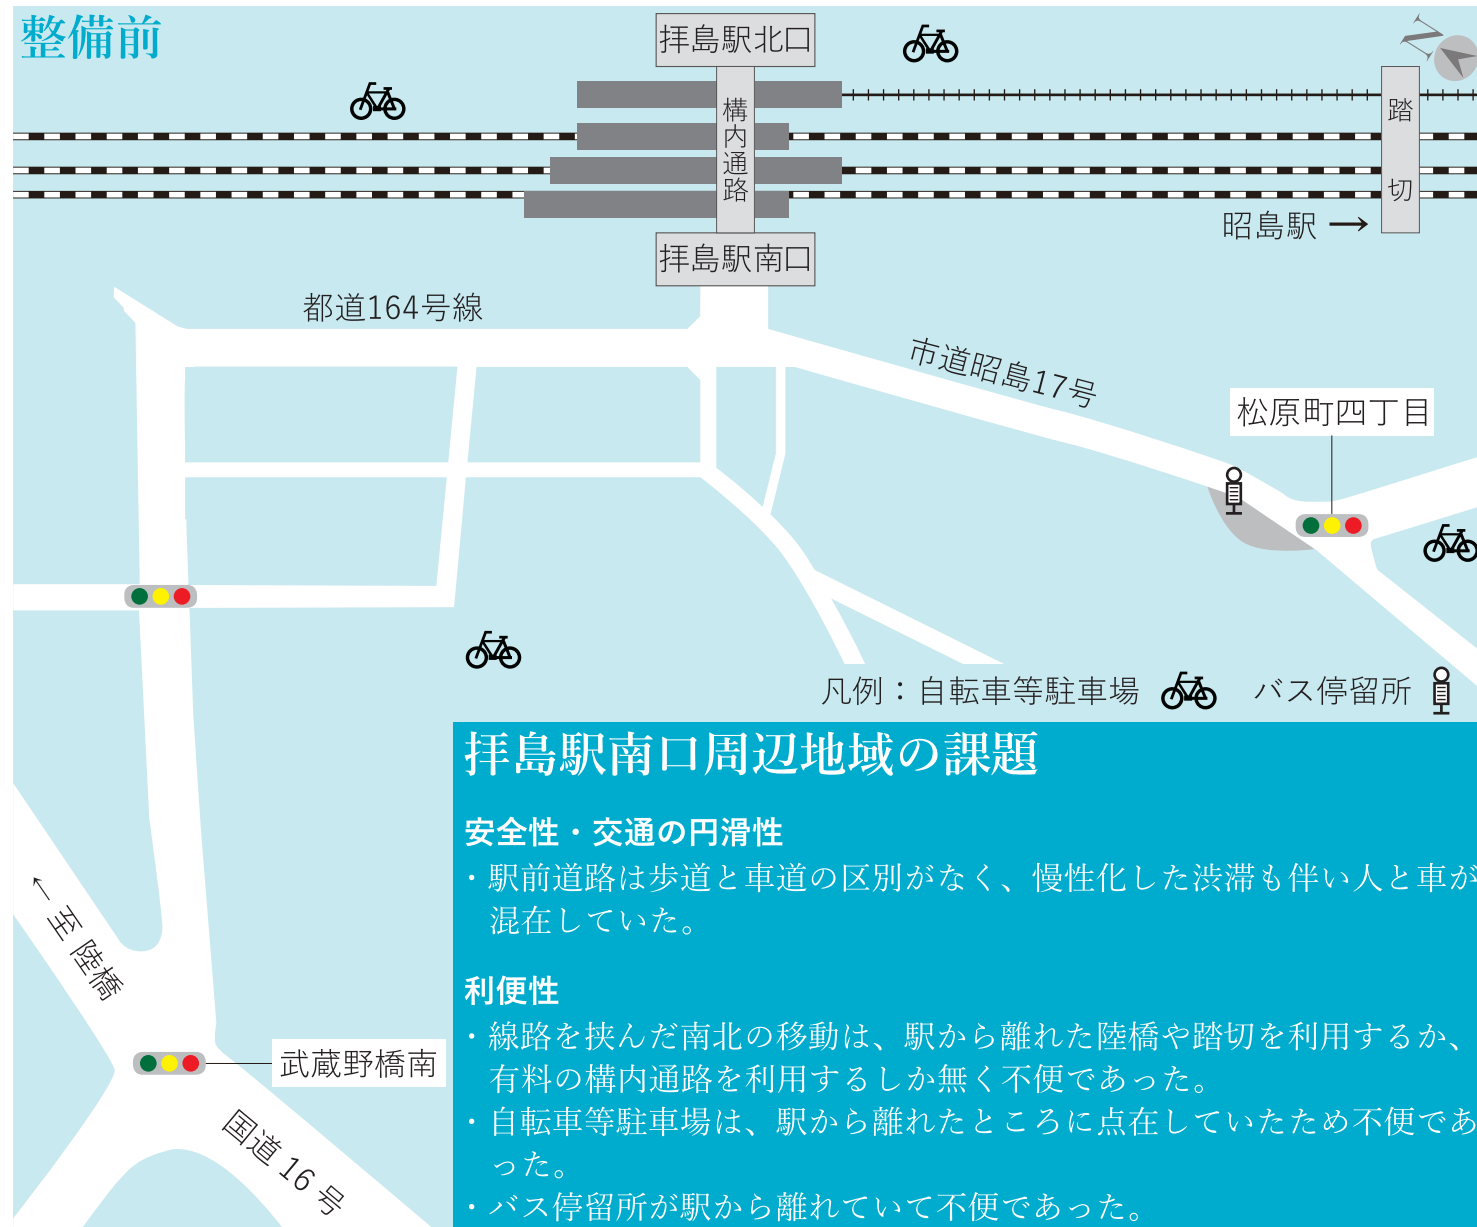 整備前
拝島駅北口
構内通路
踏切
N
昭島駅 →
拝島駅南口
都道164号線
市道昭島17号
松原町四丁目
凡例：自転車等駐車場 バス停留所
← 至 陸橋
武蔵野橋南
国道 16 号
拝島駅南口周辺地域の課題
安全性・交通の円滑性
・駅前道路は歩道と車道の区別がなく、慢性化した渋滞も伴い人と車が
混在していた。
利便性
・線路を挟んだ南北の移動は、駅から離れた陸橋や踏切を利用するか、
有料の構内通路を利用するしか無く不便であった。
・自転車等駐車場は、駅から離れたところに点在していたため不便であ
った。
・バス停留所が駅から離れていて不便であった。